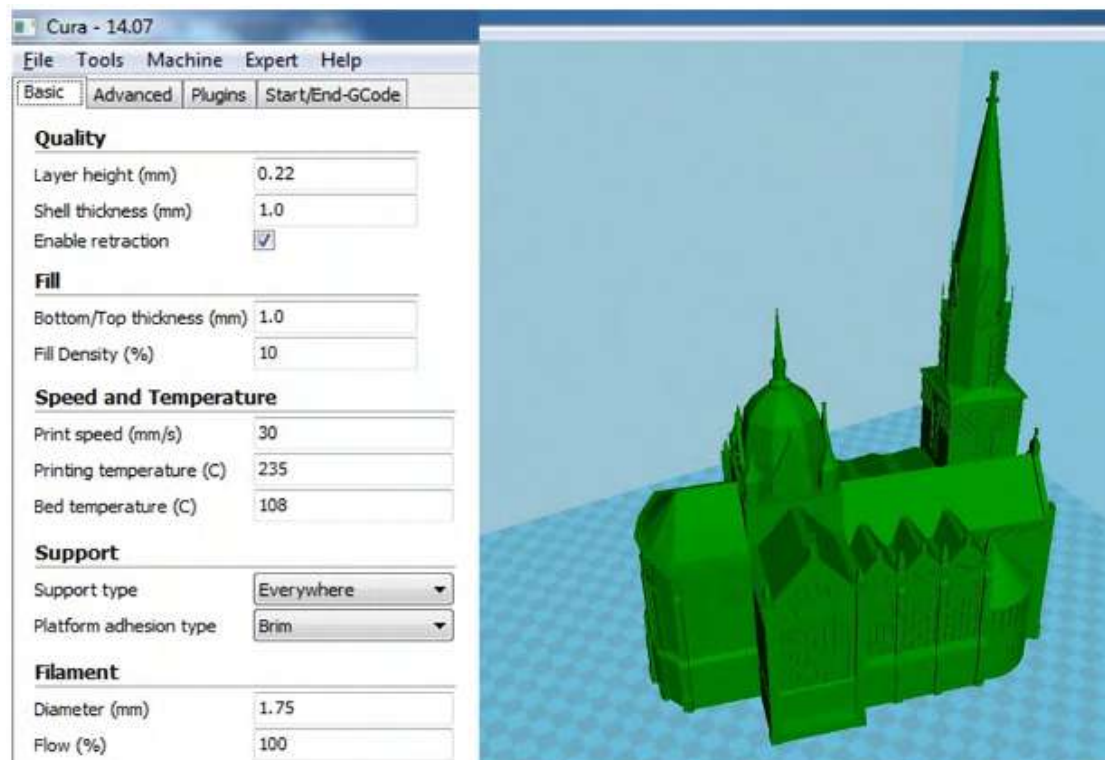 Cura - 14.07
File Tools Machine Expert Help
Basic Advanced Plugins Start/End-GCode
Quality
Layer height (mm) 0.22
Shell thickness (mm) 1.0
Enable retraction
Fill
Bottom/Top thickness (mm) 1.0
Fill Density (%) 10
Speed and Temperature
Print speed (mm/s) 30
Printing temperature (C) 235
Bed temperature (C) 108
Support
Support type Everywhere
Platform adhesion type Brim
Filament
Diameter (mm) 1.75
Flow (%) 100